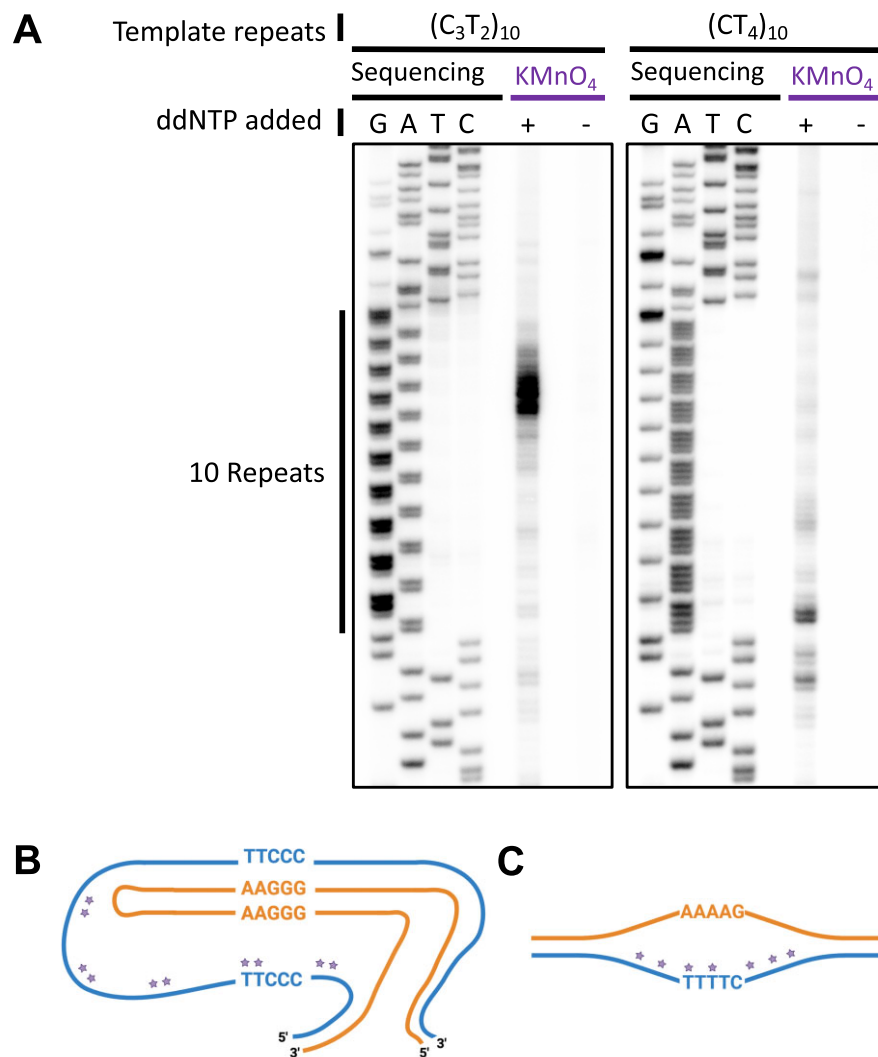 A
Template repeats (C₃T₂)₁₀ (CT₄)₁₀
Sequencing KMnO₄ Sequencing KMnO₄
ddNTP added G A T C + - G A T C + -
10 Repeats
B
TTCCC
AAGGG
AAGGG
TTCCC
5'
3'
5'
3'
C
AAAAG
TTTTC